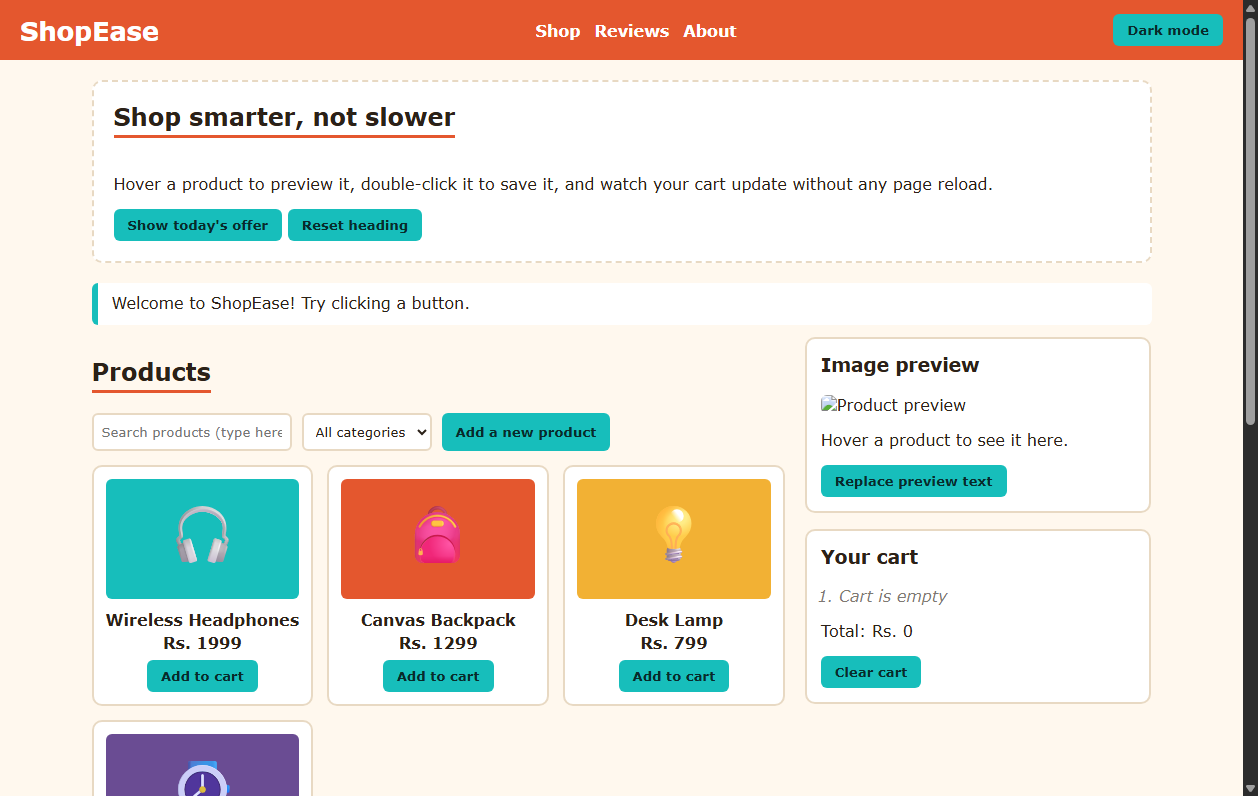 ShopEase
Shop Reviews About
Dark mode
Shop smarter, not slower
Hover a product to preview it, double-click it to save it, and watch your cart update without any page reload.
Show today's offer
Reset heading
Welcome to ShopEase! Try clicking a button.
Products
Search products (type here
All categories
Add a new product
Wireless Headphones
Rs. 1999
Add to cart
Canvas Backpack
Rs. 1299
Add to cart
Desk Lamp
Rs. 799
Add to cart
Image preview
Product preview
Hover a product to see it here.
Replace preview text
Your cart
1. Cart is empty
Total: Rs. 0
Clear cart